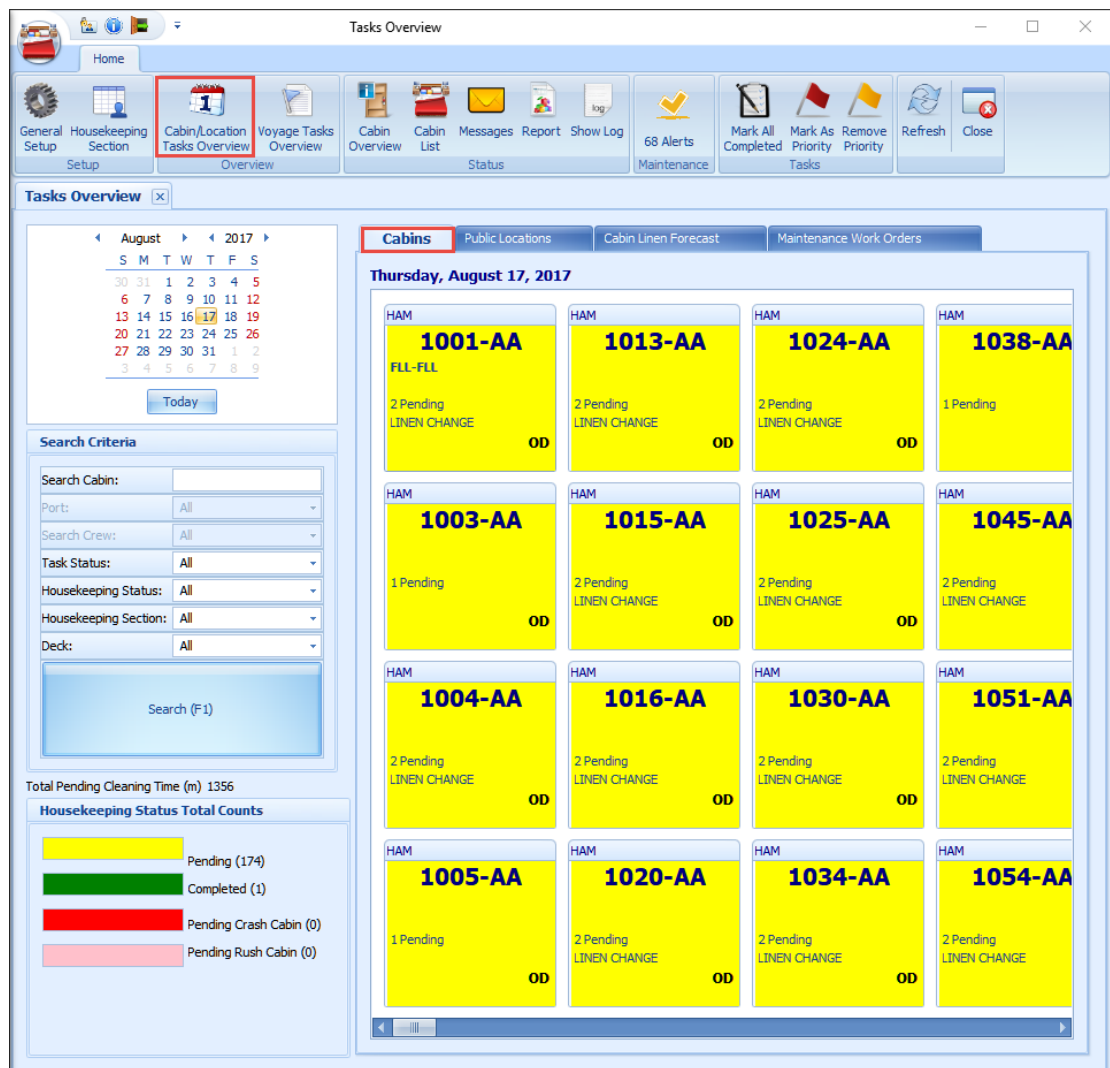 Tasks Overview
Home
General Setup
Housekeeping Section
Cabin/Location Tasks Overview
Voyage Tasks Overview
Cabin Overview
Cabin List
Messages
Report
log
Show Log
68 Alerts
Mark All Completed
Mark As Priority
Remove Priority
Refresh
Close
Setup
Overview
Status
Maintenance
Tasks
Tasks Overview
August 2017
S M T W T F S
30 31 1 2 3 4 5
6 7 8 9 10 11 12
13 14 15 16 17 18 19
20 21 22 23 24 25 26
27 28 29 30 31 1 2
3 4 5 6 7 8 9
Today
Search Criteria
Search Cabin:
Port: All
Search Crew: All
Task Status: All
Housekeeping Status: All
Housekeeping Section: All
Deck: All
Search (F1)
Total Pending Cleaning Time (m) 1356
Housekeeping Status Total Counts
Pending (174)
Completed (1)
Pending Crash Cabin (0)
Pending Rush Cabin (0)
Cabins
Public Locations
Cabin Linen Forecast
Maintenance Work Orders
Thursday, August 17, 2017
HAM
1001-AA
FLL-FLL
2 Pending
LINEN CHANGE
OD
HAM
1013-AA
2 Pending
LINEN CHANGE
OD
HAM
1024-AA
2 Pending
LINEN CHANGE
OD
HAM
1038-AA
1 Pending
HAM
1003-AA
1 Pending
OD
HAM
1015-AA
2 Pending
LINEN CHANGE
OD
HAM
1025-AA
2 Pending
LINEN CHANGE
OD
HAM
1045-AA
2 Pending
LINEN CHANGE
HAM
1004-AA
2 Pending
LINEN CHANGE
OD
HAM
1016-AA
2 Pending
LINEN CHANGE
OD
HAM
1030-AA
2 Pending
LINEN CHANGE
OD
HAM
1051-AA
2 Pending
LINEN CHANGE
HAM
1005-AA
1 Pending
OD
HAM
1020-AA
2 Pending
LINEN CHANGE
OD
HAM
1034-AA
2 Pending
LINEN CHANGE
OD
HAM
1054-AA
2 Pending
LINEN CHANGE